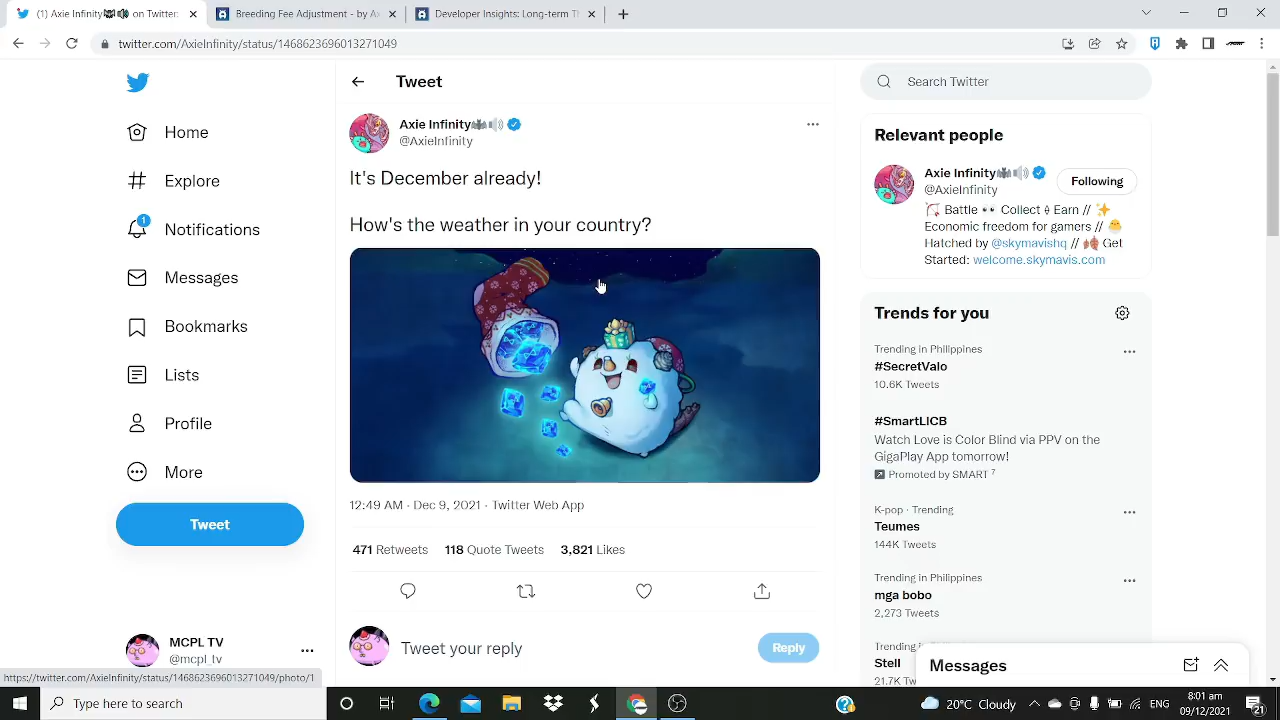 (1) Axie Infinity on Twitter:
Breeding Fee Adjustment - by Ax
Developer Insights: Long-term Th
twitter.com/AxieInfinity/status/1468623696013271049
Home
Explore
1
Notifications
Messages
Bookmarks
Lists
Profile
More
Tweet
MCPL TV
@mcpl_tv
https://twitter.com/AxieInfinity/status/1468623696013271049/photo/1
Tweet
Axie Infinity
@AxieInfinity
It's December already!
How's the weather in your country?
12:49 AM · Dec 9, 2021 · Twitter Web App
471 Retweets 118 Quote Tweets 3,821 Likes
Tweet your reply
Reply
Search Twitter
Relevant people
Axie Infinity
@AxieInfinity
Following
Battle Collect Earn //
Economic freedom for gamers //
Hatched by @skymavishq // Get
Started: welcome.skymavis.com
Trends for you
Trending in Philippines
#SecretValo
10.6K Tweets
#SmartLICB
Watch Love is Color Blind via PPV on the
GigaPlay App tomorrow!
Promoted by SMART
K-pop · Trending
Teumes
144K Tweets
Trending in Philippines
mga bobo
2,273 Tweets
Trending
Stell
21.7K Tw
Messages
Type here to search
20°C Cloudy
8:01 am
09/12/2021
21